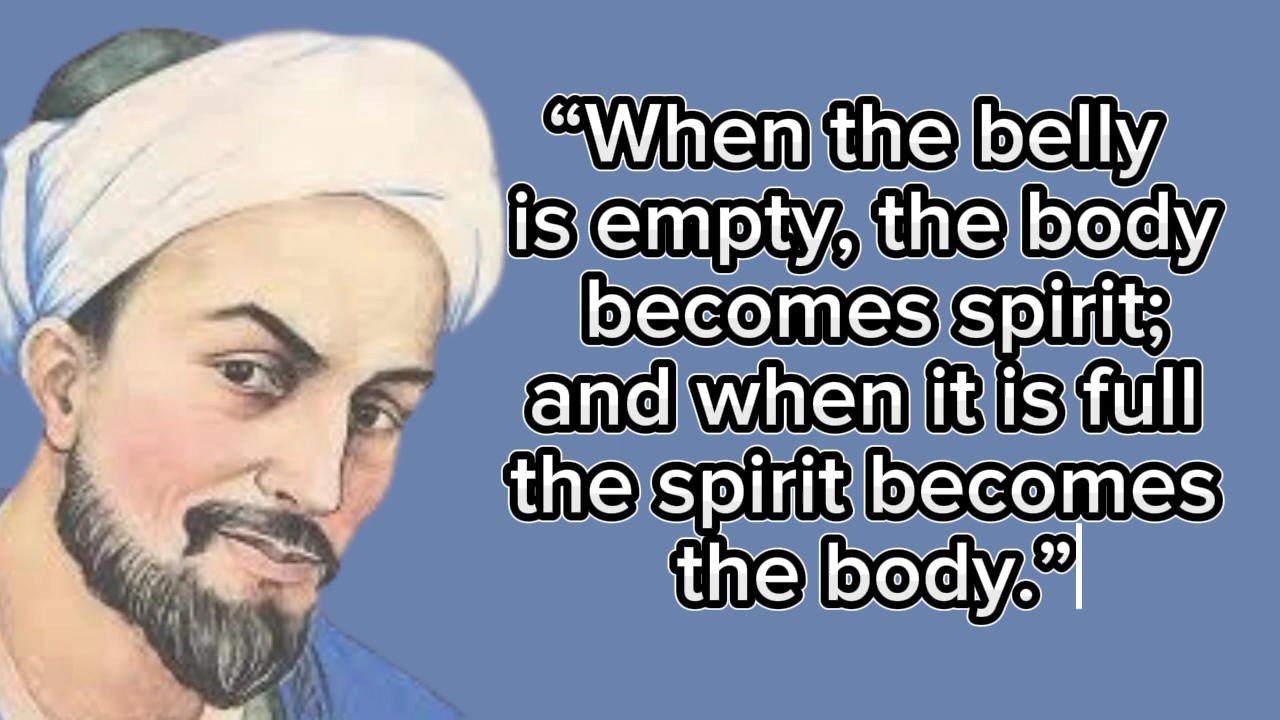 “When the belly
is empty, the body
becomes spirit;
and when it is full
the spirit becomes
the body.”